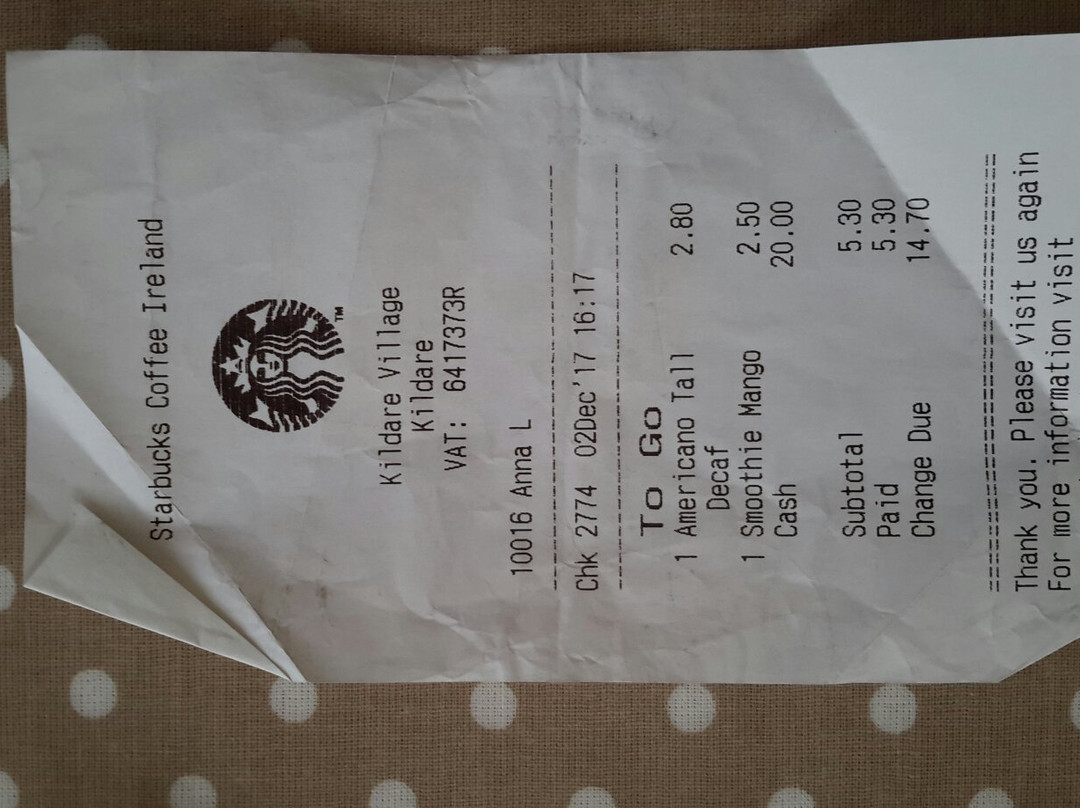 Starbucks Coffee Ireland
TM
Kildare Village
Kildare
VAT: 6417373R
10016 Anna L
Chk 2774 02Dec'17 16:17
To Go
1 Americano Tall 2.80
Decaf
1 Smoothie Mango 2.50
Cash 20.00
Subtotal 5.30
Paid 5.30
Change Due 14.70
Thank you. Please visit us again
For more information visit